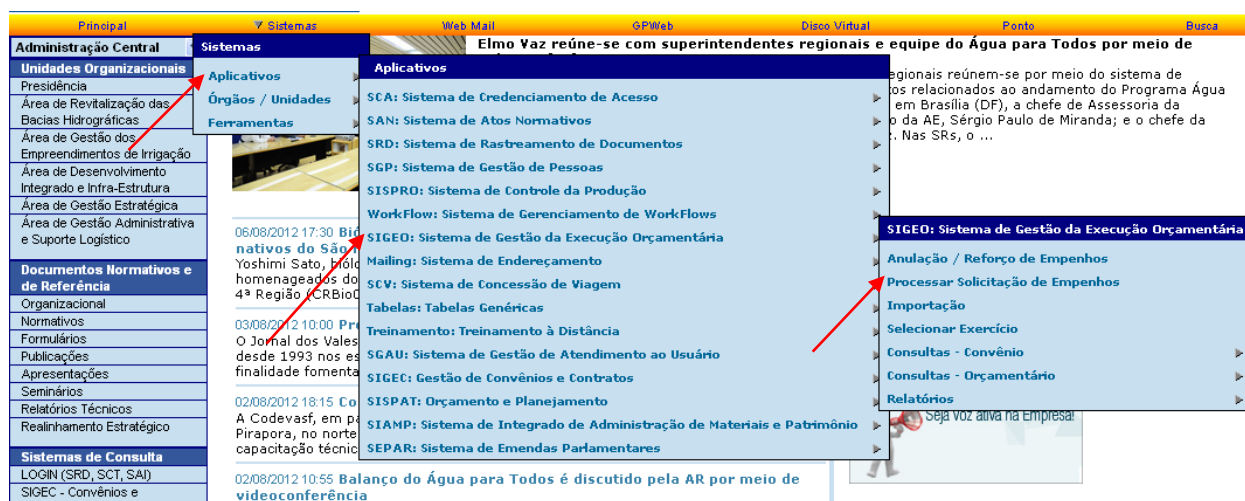 Principal
Sistemas
Web Mail
GPWeb
Disco Virtual
Ponto
Busca
Administração Central
Unidades Organizacionais
Presidência
Área de Revitalização das
Bacias Hidrográficas
Área de Gestão dos
Empreendimentos de Irrigação
Área de Desenvolvimento
Integrado e Infra-Estrutura
Área de Gestão Estratégica
Área de Gestão Administrativa
e Suporte Logístico
Documentos Normativos e
de Referência
Organizacional
Normativos
Formulários
Publicações
Apresentações
Seminários
Relatórios Técnicos
Realinhamento Estratégico
Sistemas de Consulta
LOGIN (SRD, SCT, SAI)
SIGEC - Convênios e
Sistemas
Aplicativos
Órgãos / Unidades
Ferramentas
Aplicativos
SCA: Sistema de Credenciamento de Acesso
SAN: Sistema de Atos Normativos
SRD: Sistema de Rastreamento de Documentos
SGP: Sistema de Gestão de Pessoas
SISPRO: Sistema de Controle da Produção
WorkFlow: Sistema de Gerenciamento de WorkFlows
SIGEO: Sistema de Gestão da Execução Orçamentária
Mailing: Sistema de Endereçamento
SCV: Sistema de Concessão de Viagem
Tabelas: Tabelas Genéricas
Treinamento: Treinamento à Distância
SGAU: Sistema de Gestão de Atendimento ao Usuário
SIGEC: Gestão de Convênios e Contratos
SISPAT: Orçamento e Planejamento
SIAMP: Sistema de Integrado de Administração de Materiais e Patrimônio
SEPAR: Sistema de Emendas Parlamentares
SIGEO: Sistema de Gestão da Execução Orçamentária
Anulação / Reforço de Empenhos
Processar Solicitação de Empenhos
Importação
Selecionar Exercício
Consultas - Convênio
Consultas - Orçamentário
Relatórios
Elmo Vaz reúne-se com superintendentes regionais e equipe do Água para Todos por meio de
egionais reúnem-se por meio do sistema de
os relacionados ao andamento do Programa Água
em Brasília (DF), a chefe de Assessoria da
o da AE, Sérgio Paulo de Miranda; e o chefe da
. Nas SRs, o ...
06/08/2012 17:30 Bió
nativos do São
Yoshimi Sato, biólo
homenageados do
4ª Região (CRBio
03/08/2012 10:00 Pr
O Jornal dos Vales
desde 1993 nos es
finalidade fomenta
02/08/2012 18:15 Co
A Codevasf, em pa
Pirapora, no norte
capacitação técnic
02/08/2012 10:55 Balanço do Água para Todos é discutido pela AR por meio de
videoconferência
Seja voz ativa na Empresa!